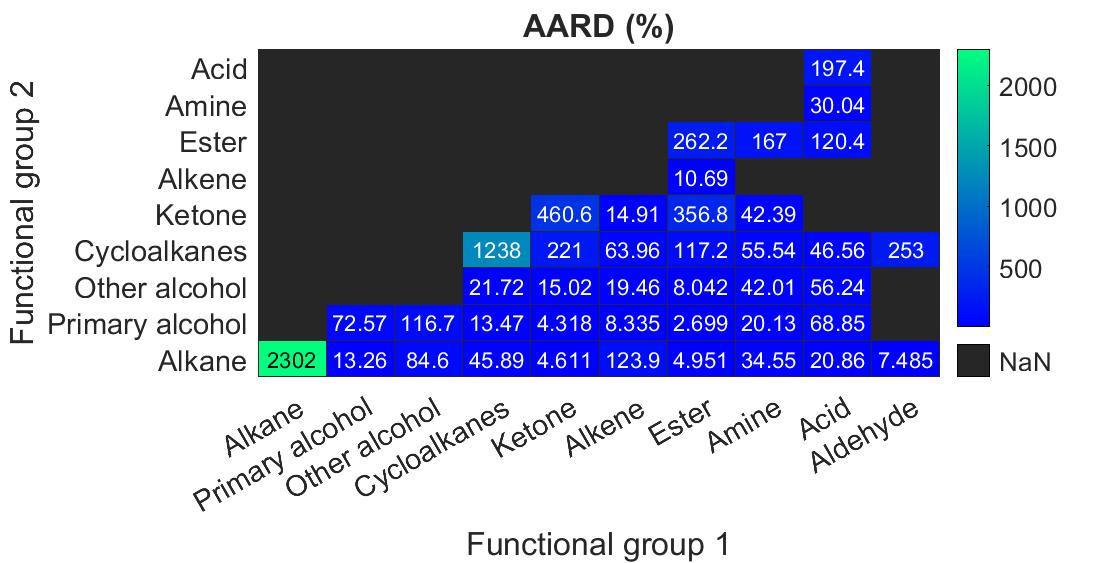 AARD (%)
Functional group 2
Acid 197.4
Amine 30.04
Ester 262.2 167 120.4
Alkene 10.69
Ketone 460.6 14.91 356.8 42.39
Cycloalkanes 1238 221 63.96 117.2 55.54 46.56 253
Other alcohol 21.72 15.02 19.46 8.042 42.01 56.24
Primary alcohol 72.57 116.7 13.47 4.318 8.335 2.699 20.13 68.85
Alkane 2302 13.26 84.6 45.89 4.611 123.9 4.951 34.55 20.86 7.485
2000
1500
1000
500
NaN
Alkane
Primary alcohol
Other alcohol
Cycloalkanes
Ketone
Alkene
Ester
Amine
Acid
Aldehyde
Functional group 1